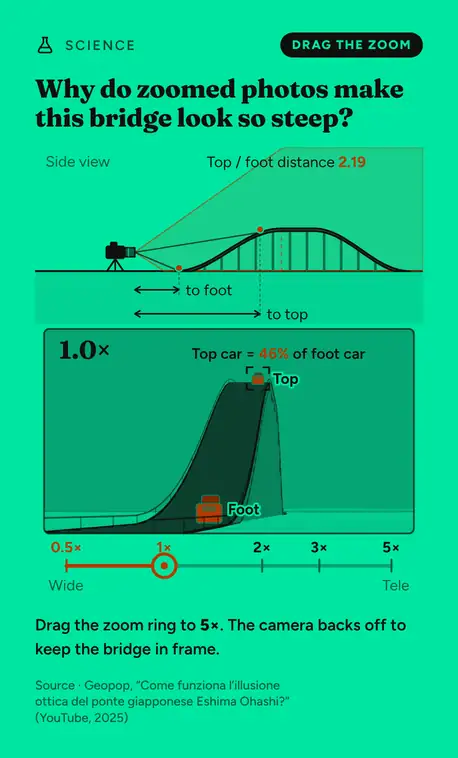 SCIENCE
DRAG THE ZOOM
Why do zoomed photos make
this bridge look so steep?
Side view
Top / foot distance 2.19
to foot
to top
1.0×
Top car = 46% of foot car
Top
Foot
0.5× 1× 2× 3× 5×
Wide Tele
Drag the zoom ring to 5×. The camera backs off to
keep the bridge in frame.
Source · Geopop, “Come funziona l’illusione
ottica del ponte giapponese Eshima Ohashi?”
(YouTube, 2025)